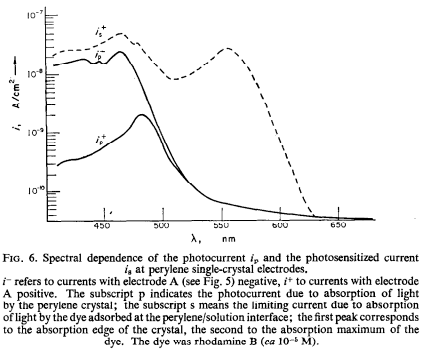 10⁻⁷
10⁻⁸
10⁻⁹
10⁻¹⁰
i, A/cm²
iₛ⁺
iₚ⁻
iₚ⁺
450 500 550 600 650
λ, nm
FIG. 6. Spectral dependence of the photocurrent iₚ and the photosensitized current
iₛ at perylene single-crystal electrodes.
i⁻ refers to currents with electrode A (see Fig. 5) negative, i⁺ to currents with electrode
A positive. The subscript p indicates the photocurrent due to absorption of light
by the perylene crystal; the subscript s means the limiting current due to absorption
of light by the dye adsorbed at the perylene/solution interface; the first peak corresponds
to the absorption edge of the crystal, the second to the absorption maximum of the
dye. The dye was rhodamine B (ca 10⁻⁵ M).